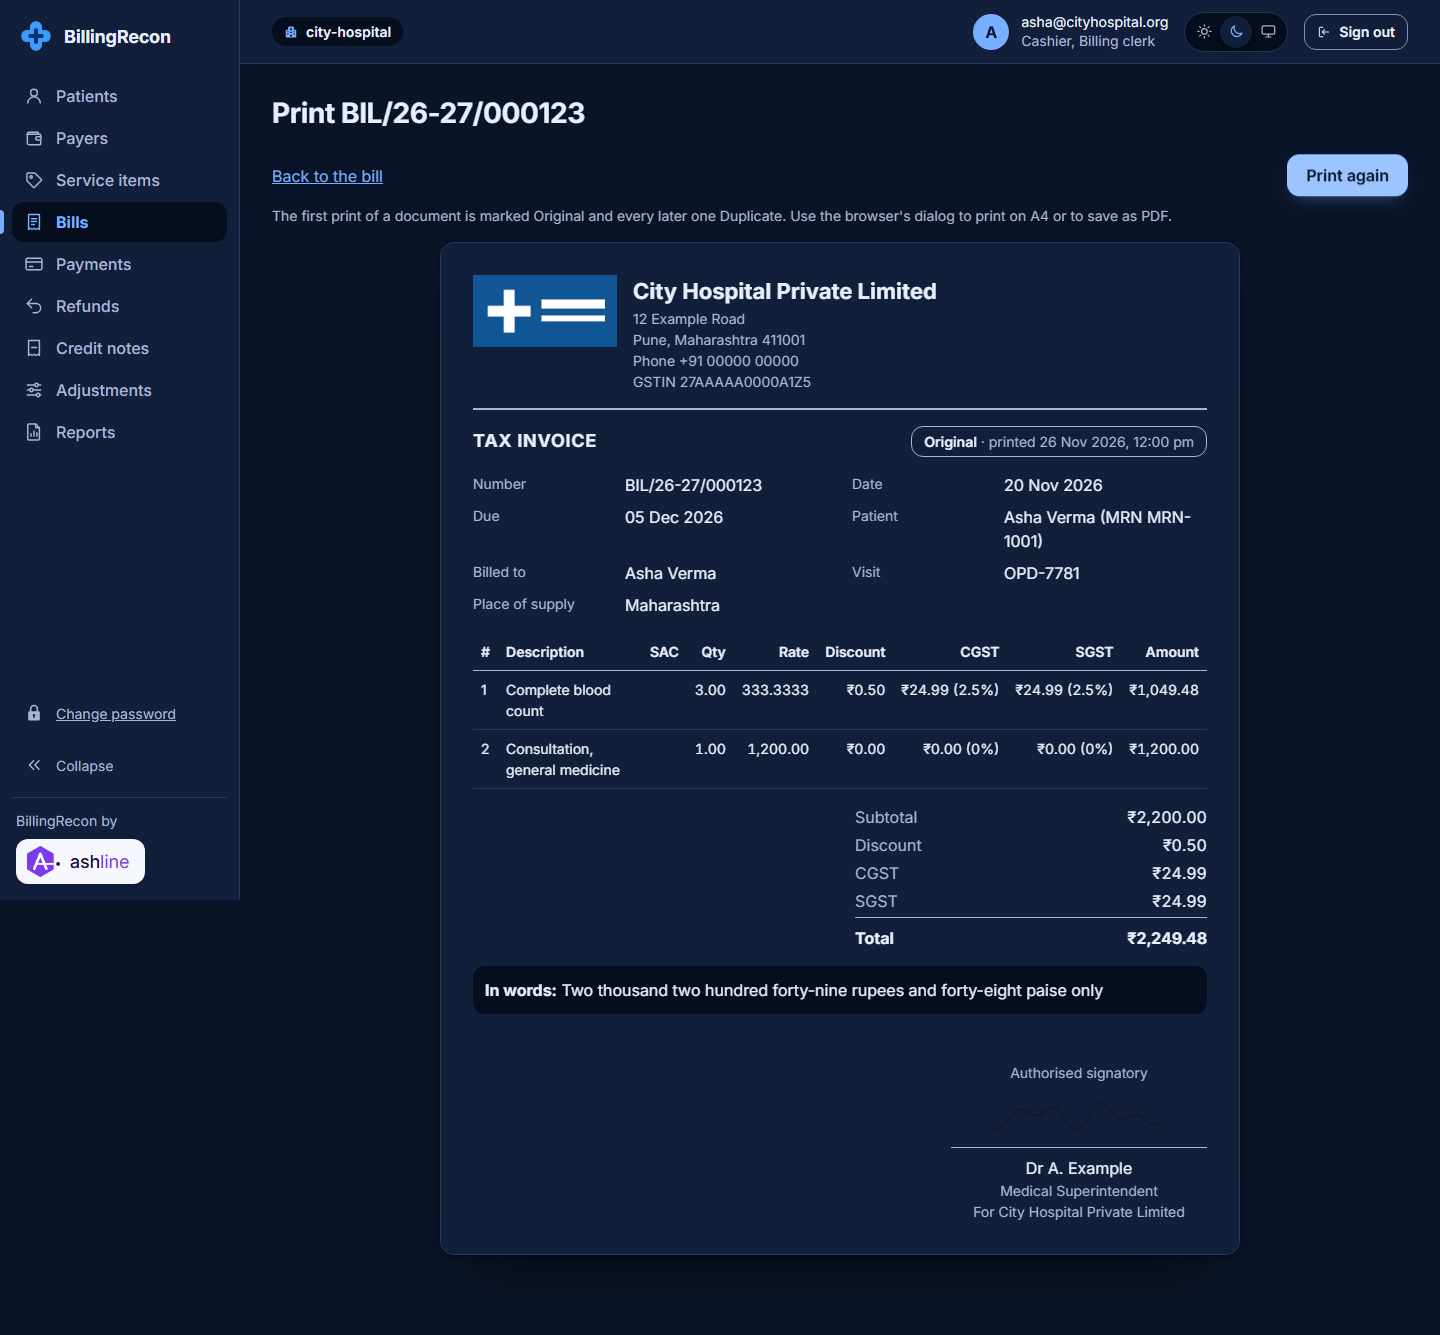 BillingRecon
city-hospital
A
asha@cityhospital.org
Cashier, Billing clerk
Sign out
Patients
Payers
Service items
Bills
Payments
Refunds
Credit notes
Adjustments
Reports
Change password
Collapse
BillingRecon by
A ashline
Print BIL/26-27/000123
Back to the bill
Print again
The first print of a document is marked Original and every later one Duplicate. Use the browser's dialog to print on A4 or to save as PDF.
City Hospital Private Limited
12 Example Road
Pune, Maharashtra 411001
Phone +91 00000 00000
GSTIN 27AAAAA0000A1Z5
TAX INVOICE
Original · printed 26 Nov 2026, 12:00 pm
Number BIL/26-27/000123 Date 20 Nov 2026
Due 05 Dec 2026 Patient Asha Verma (MRN MRN-
1001)
Billed to Asha Verma Visit OPD-7781
Place of supply Maharashtra
# Description SAC Qty Rate Discount CGST SGST Amount
1 Complete blood 3.00 333.3333 ₹0.50 ₹24.99 (2.5%) ₹24.99 (2.5%) ₹1,049.48
count
2 Consultation, 1.00 1,200.00 ₹0.00 ₹0.00 (0%) ₹0.00 (0%) ₹1,200.00
general medicine
Subtotal ₹2,200.00
Discount ₹0.50
CGST ₹24.99
SGST ₹24.99
Total ₹2,249.48
In words: Two thousand two hundred forty-nine rupees and forty-eight paise only
Authorised signatory
Dr A. Example
Medical Superintendent
For City Hospital Private Limited